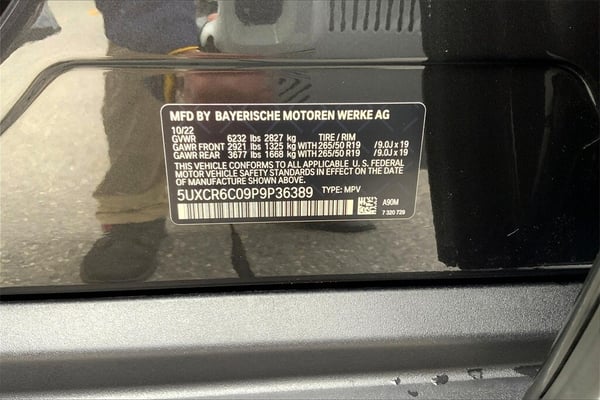 MFD BY BAYERISCHE MOTOREN WERKE AG
10/22
GVWR 6232 lbs 2827 kg TIRE / RIM
GAWR FRONT 2921 lbs 1325 kg WITH 265/50 R19 /9.0J x 19
GAWR REAR 3677 lbs 1668 kg WITH 265/50 R19 /9.0J x 19
THIS VEHICLE CONFORMS TO ALL APPLICABLE U. S. FEDERAL
MOTOR VEHICLE SAFETY STANDARDS IN EFFECT ON THE DATE
OF MANUFACTURE SHOWN ABOVE.
5UXCR6C09P9P36389 TYPE: MPV
A90M
7 320 729